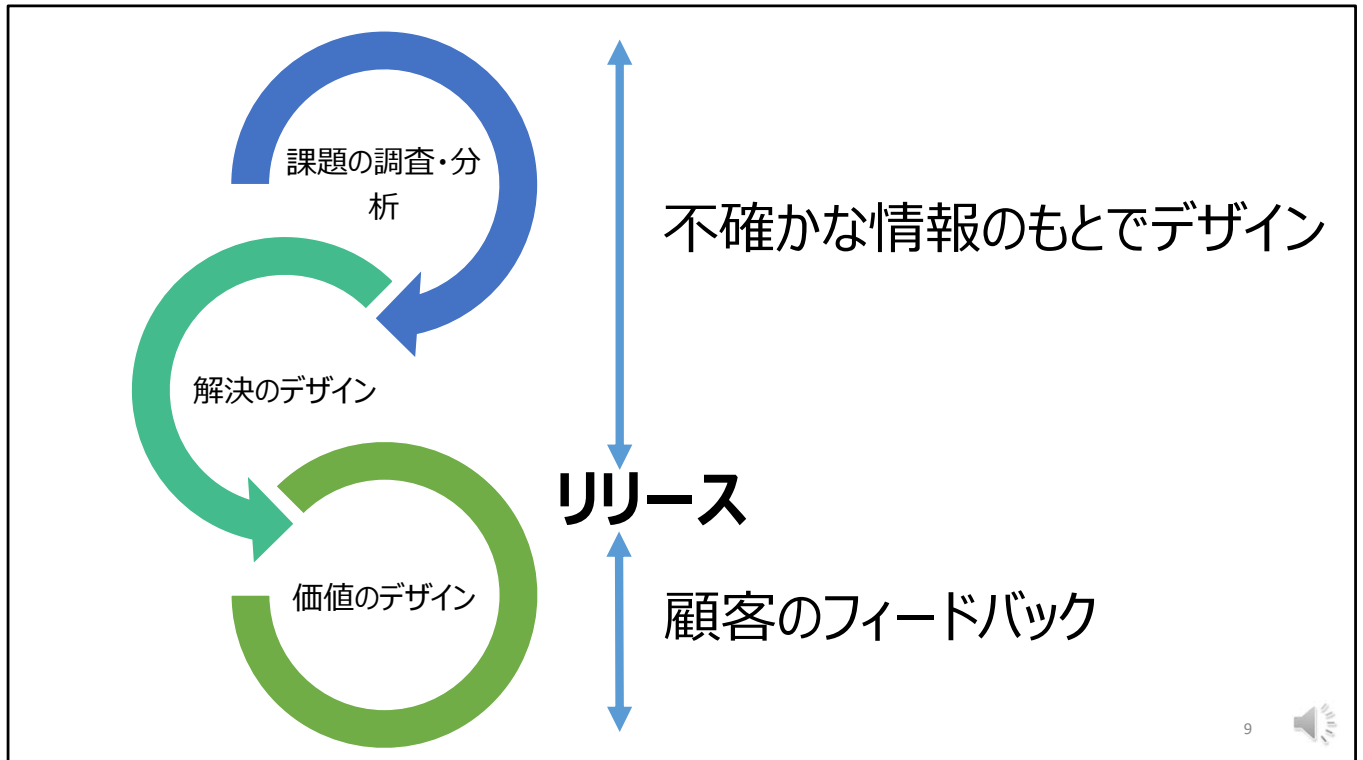 課題の調査・分
析
不確かな情報のもとでデザイン
解決のデザイン
リリース
価値のデザイン
顧客のフィードバック
9